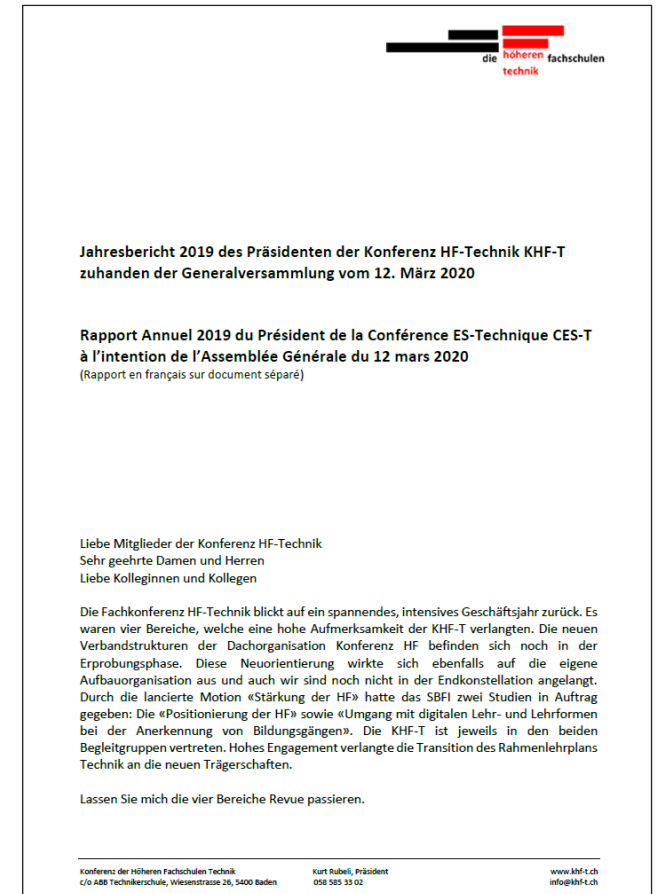 die höheren fachschulen
technik
Jahresbericht 2019 des Präsidenten der Konferenz HF-Technik KHF-T
zuhanden der Generalversammlung vom 12. März 2020
Rapport Annuel 2019 du Président de la Conférence ES-Technique CES-T
à l'intention de l'Assemblée Générale du 12 mars 2020
(Rapport en français sur document séparé)
Liebe Mitglieder der Konferenz HF-Technik
Sehr geehrte Damen und Herren
Liebe Kolleginnen und Kollegen
Die Fachkonferenz HF-Technik blickt auf ein spannendes, intensives Geschäftsjahr zurück. Es
waren vier Bereiche, welche eine hohe Aufmerksamkeit der KHF-T verlangten. Die neuen
Verbandstrukturen der Dachorganisation Konferenz HF befinden sich noch in der
Erprobungsphase. Diese Neuorientierung wirkte sich ebenfalls auf die eigene
Aufbauorganisation aus und auch wir sind noch nicht in der Endkonstellation angelangt.
Durch die lancierte Motion «Stärkung der HF» hatte das SBFI zwei Studien in Auftrag
gegeben: Die «Positionierung der HF» sowie «Umgang mit digitalen Lehr- und Lehrformen
bei der Anerkennung von Bildungsgängen». Die KHF-T ist jeweils in den beiden
Begleitgruppen vertreten. Hohes Engagement verlangte die Transition des Rahmenlehrplans
Technik an die neuen Trägerschaften.
Lassen Sie mich die vier Bereiche Revue passieren.
Konferenz der Höheren Fachschulen Technik Kurt Rubeli, Präsident www.khf-t.ch
c/o ABB Technikerschule, Wiesenstrasse 26, 5400 Baden 058 585 33 02 info@khf-t.ch